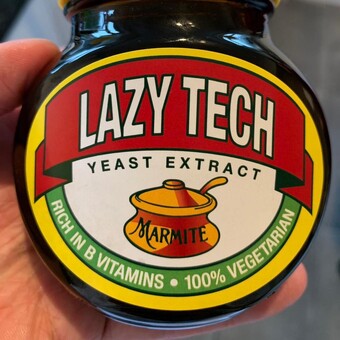 LAZY TECH
YEAST EXTRACT
MARMITE
RICH IN B VITAMINS • 100% VEGETARIAN